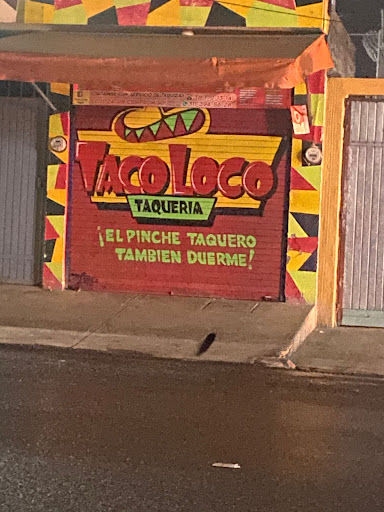 TACO LOCO
TAQUERIA
¡EL PINCHE TAQUERO
TAMBIEN DUERME!